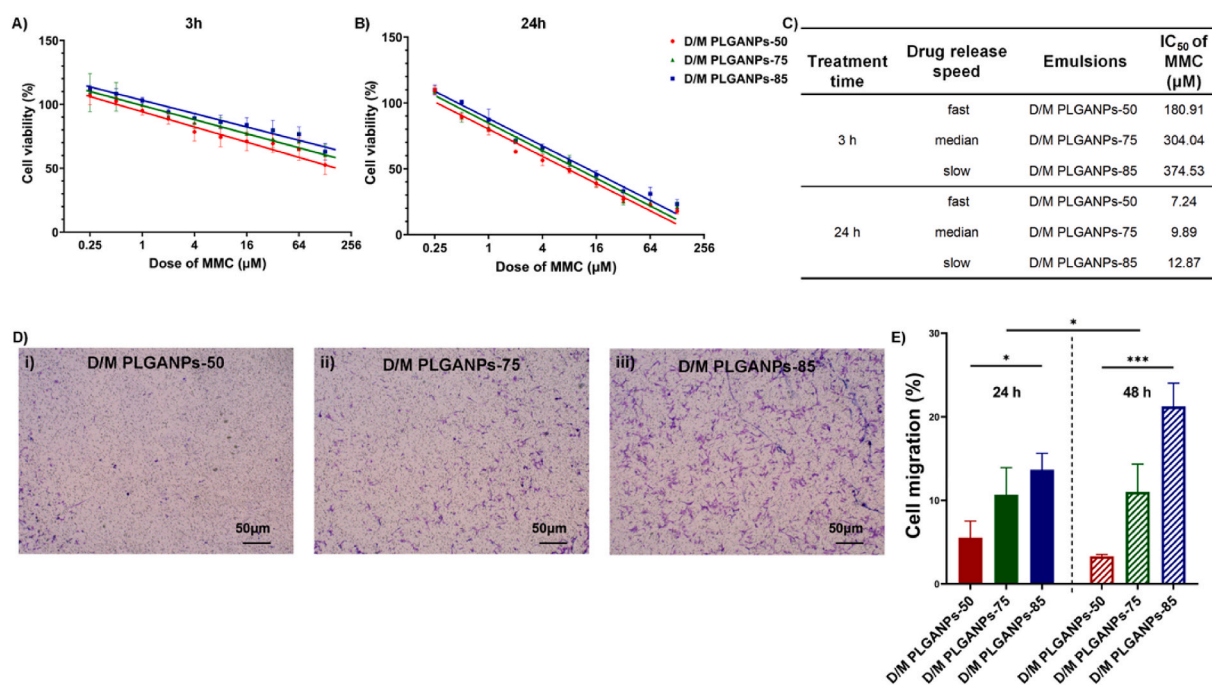 A)
3h
Cell viability (%)
150
100
50
0
0.25
1
4
16
64
256
Dose of MMC (μM)
B)
24h
Cell viability (%)
150
100
50
0
0.25
1
4
16
64
256
Dose of MMC (μM)
D/M PLGANPs-50
D/M PLGANPs-75
D/M PLGANPs-85
C)
Treatment time
Drug release speed
Emulsions
IC50 of MMC (μM)
3 h
fast D/M PLGANPs-50 180.91
median D/M PLGANPs-75 304.04
slow D/M PLGANPs-85 374.53
24 h
fast D/M PLGANPs-50 7.24
median D/M PLGANPs-75 9.89
slow D/M PLGANPs-85 12.87
D)
i)
D/M PLGANPs-50
50μm
ii)
D/M PLGANPs-75
50μm
iii)
D/M PLGANPs-85
50μm
E)
Cell migration (%)
30
20
10
0
*
*
***
24 h
48 h
D/M PLGANPs-50
D/M PLGANPs-75
D/M PLGANPs-85
D/M PLGANPs-50
D/M PLGANPs-75
D/M PLGANPs-85